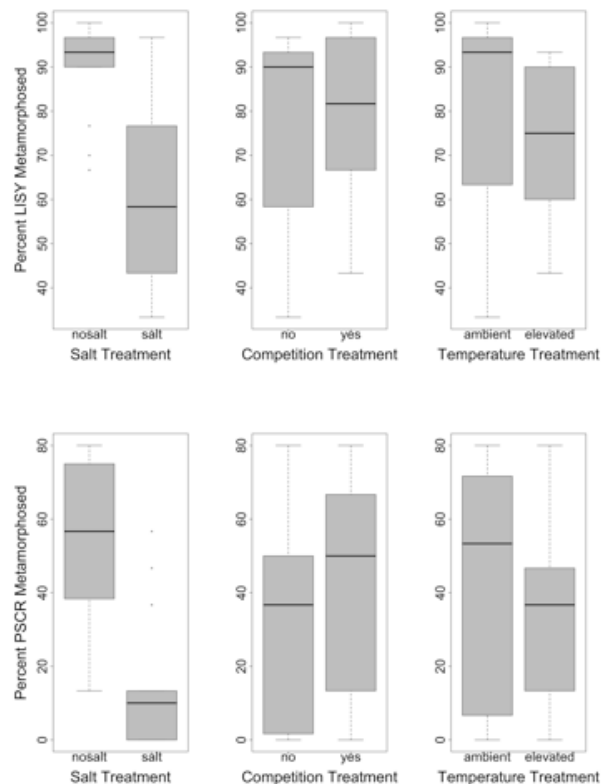 Percent LISY Metamorphosed
100
90
80
70
60
50
40
nosalt salt
Salt Treatment
100
90
80
70
60
50
40
no yes
Competition Treatment
100
90
80
70
60
50
40
ambient elevated
Temperature Treatment
Percent PSCR Metamorphosed
80
60
40
20
0
nosalt salt
Salt Treatment
80
60
40
20
0
no yes
Competition Treatment
80
60
40
20
0
ambient elevated
Temperature Treatment